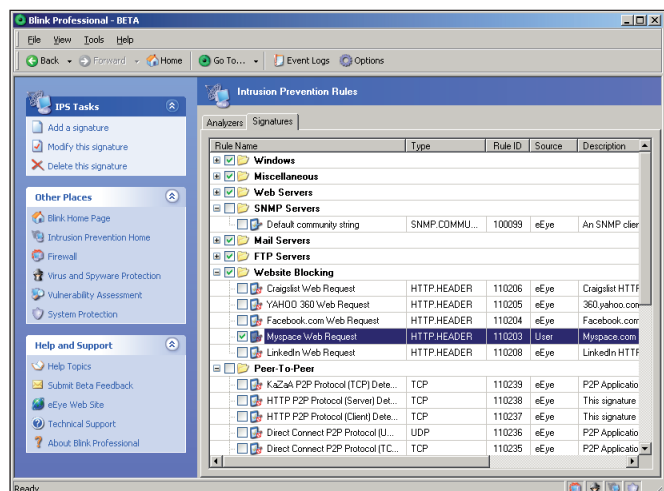 Blink Professional - BETA
File View Tools Help
Back Forward Home Go To... Event Logs Options
IPS Tasks
Add a signature
Modify this signature
Delete this signature
Other Places
Blink Home Page
Intrusion Prevention Home
Firewall
Virus and Spyware Protection
Vulnerability Assessment
System Protection
Help and Support
Help Topics
Submit Beta Feedback
eEye Web Site
Technical Support
About Blink Professional
Intrusion Prevention Rules
Analyzers Signatures
Rule Name Type Rule ID Source Description
Windows
Miscellaneous
Web Servers
SNMP Servers
Default community string SNMP.COMMU... 100099 eEye An SNMP clier
Mail Servers
FTP Servers
Website Blocking
Craigslist Web Request HTTP.HEADER 110206 eEye Craigslist HTTF
YAHOO 360 Web Request HTTP.HEADER 110205 eEye 360.yahoo.con
Facebook.com Web Request HTTP.HEADER 110204 eEye Facebook.com
Myspace Web Request HTTP.HEADER 110203 User Myspace.com
LinkedIn Web Request HTTP.HEADER 110208 eEye LinkedIn HTTF
Peer-To-Peer
KaZaA P2P Protocol (TCP) Dete... TCP 110239 eEye P2P Applicatio
HTTP P2P Protocol (Server) Det... TCP 110238 eEye This signature
HTTP P2P Protocol (Client) Dete... TCP 110237 eEye This signature
Direct Connect P2P Protocol (U... UDP 110236 eEye P2P Applicatio
Direct Connect P2P Protocol (TC... TCP 110235 eEye P2P Applicatio
Ready